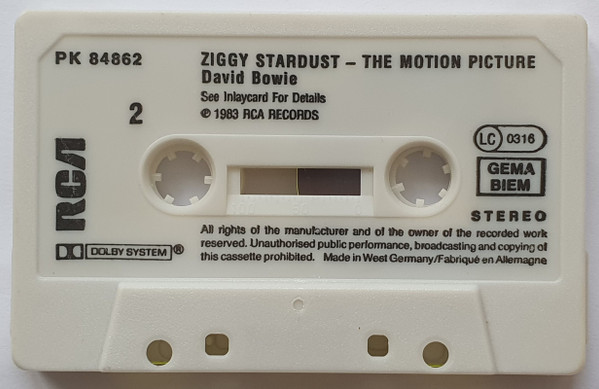 PK 84862
ZIGGY STARDUST – THE MOTION PICTURE
David Bowie
See Inlaycard For Details
℗ 1983 RCA RECORDS
2
LC 0316
GEMA
BIEM
RCA
STEREO
DOLBY SYSTEM®
All rights of the manufacturer and of the owner of the recorded work
reserved. Unauthorised public performance, broadcasting and copying of
this cassette prohibited. Made in West Germany/Fabriqué en Allemagne